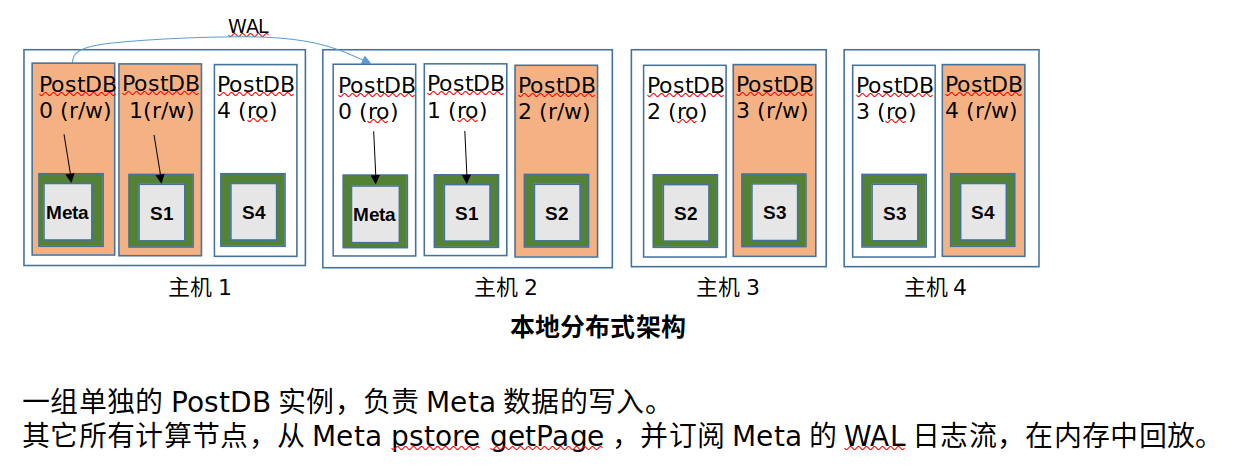 WAL
PostDB 0 (r/w)
PostDB 1(r/w)
PostDB 4 (ro)
Meta
S1
S4
主机 1
PostDB 0 (ro)
PostDB 1 (ro)
PostDB 2 (r/w)
Meta
S1
S2
主机 2
PostDB 2 (ro)
PostDB 3 (r/w)
S2
S3
主机 3
PostDB 3 (ro)
PostDB 4 (r/w)
S3
S4
主机 4
本地分布式架构
一组单独的 PostDB 实例，负责 Meta 数据的写入。
其它所有计算节点，从 Meta pstore getPage ，并订阅 Meta 的 WAL 日志流，在内存中回放。